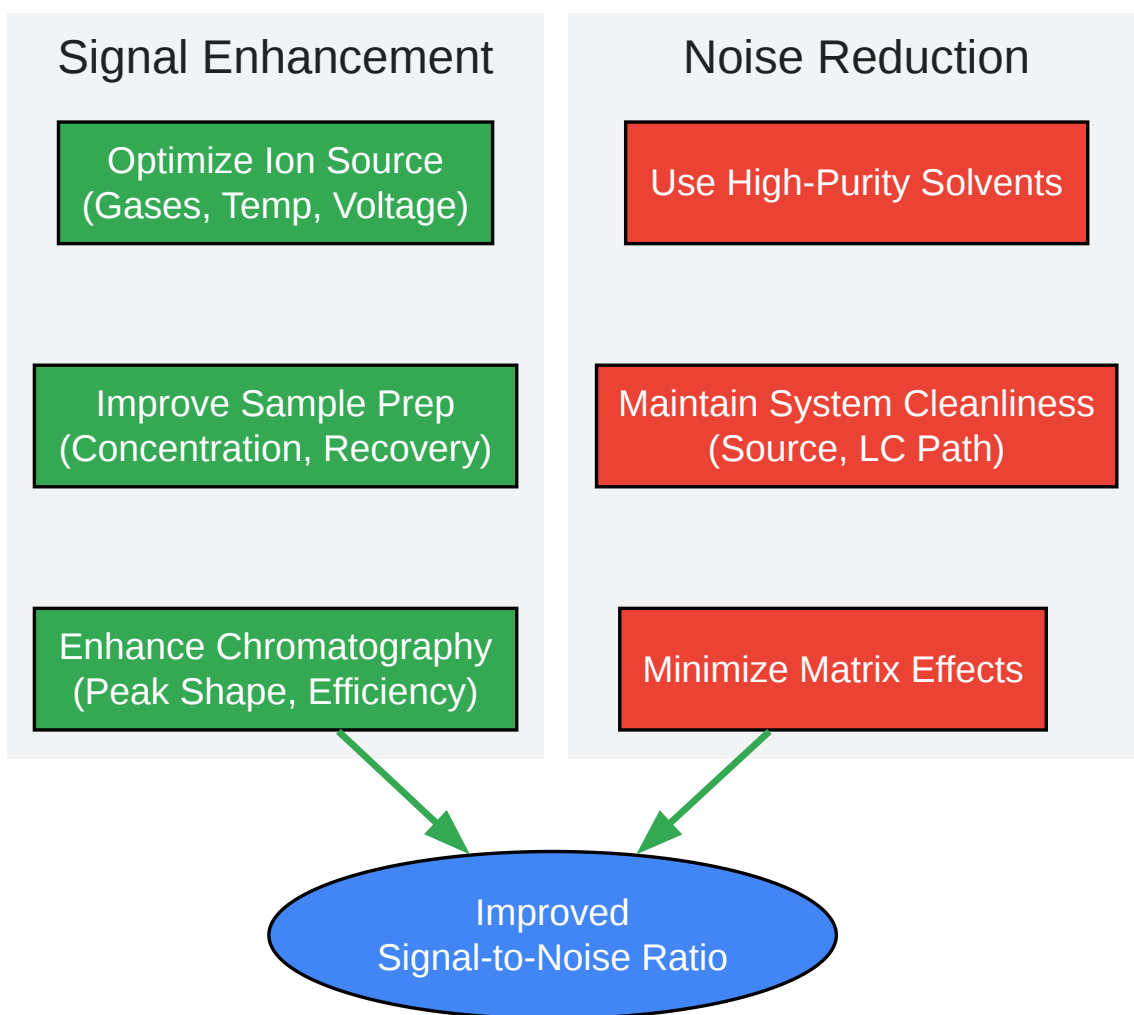 Signal Enhancement
Optimize Ion Source
(Gases, Temp, Voltage)
Improve Sample Prep
(Concentration, Recovery)
Enhance Chromatography
(Peak Shape, Efficiency)
Noise Reduction
Use High-Purity Solvents
Maintain System Cleanliness
(Source, LC Path)
Minimize Matrix Effects
Improved
Signal-to-Noise Ratio